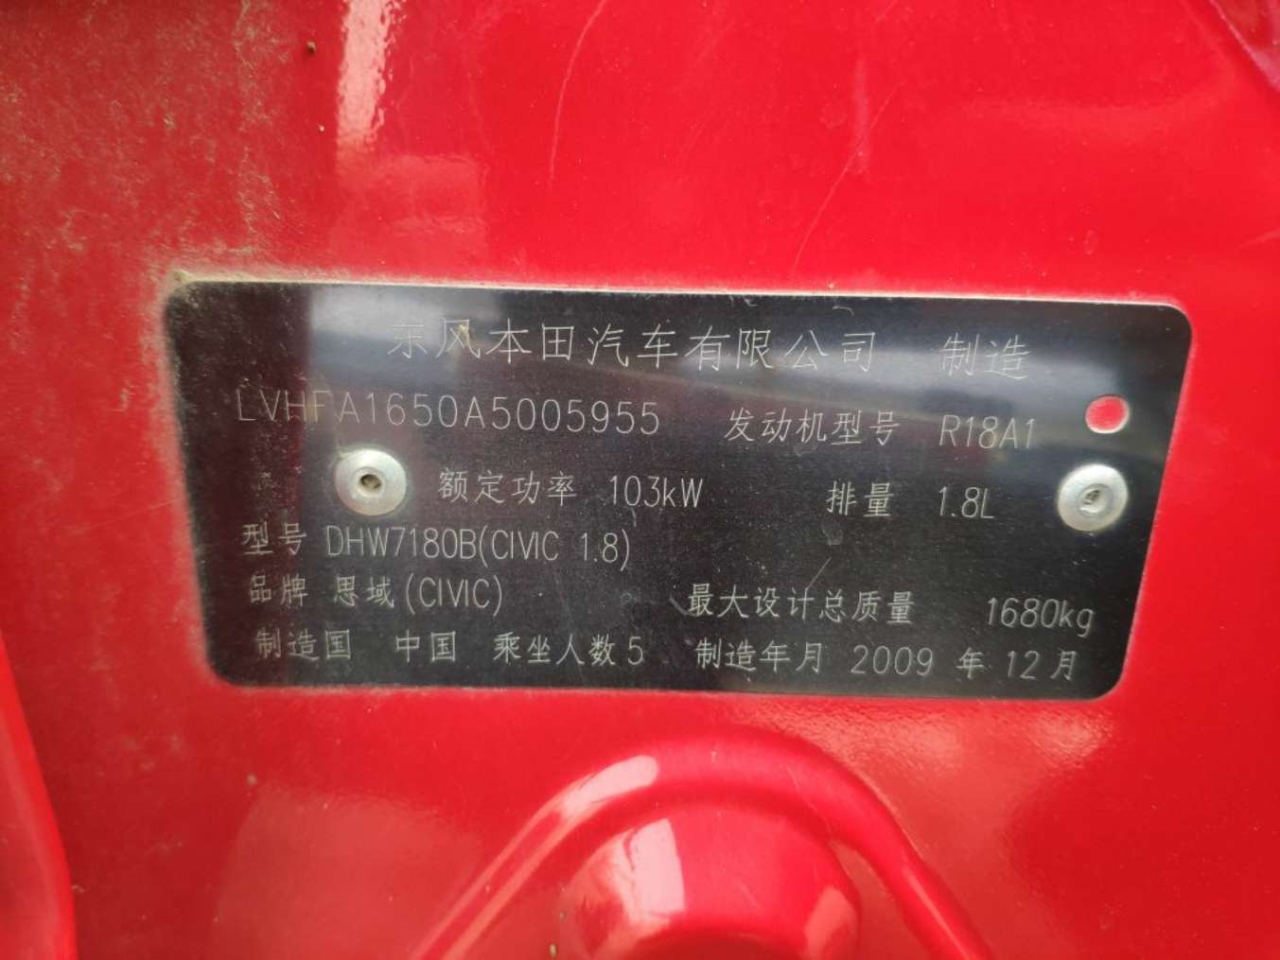 东风本田汽车有限公司 制造
LVHFA1650A5005955 发动机型号 R18A1
额定功率 103kW 排量 1.8L
型号 DHW7180B(CIVIC 1.8)
品牌 思域(CIVIC) 最大设计总质量 1680kg
制造国 中国 乘坐人数5 制造年月 2009 年 12 月